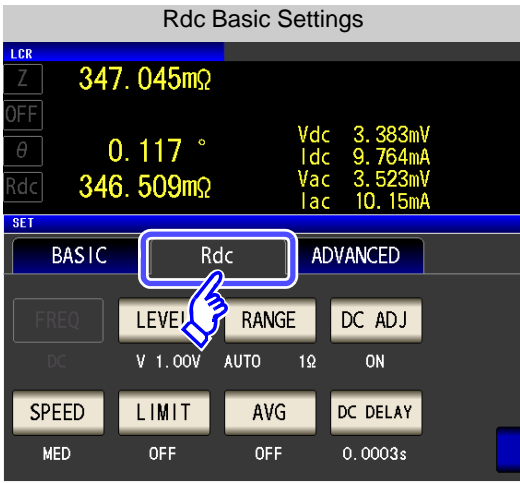 Rdc Basic Settings
LCR
Z 347.045mΩ
OFF
θ 0.117 ° Vdc 3.383mV
Idc 9.764mA
Rdc 346.509mΩ Vac 3.523mV
Iac 10.15mA
SET
BASIC Rdc ADVANCED
FREQ LEVEL RANGE DC ADJ
DC V 1.00V AUTO 1Ω ON
SPEED LIMIT AVG DC DELAY
MED OFF OFF 0.0003s